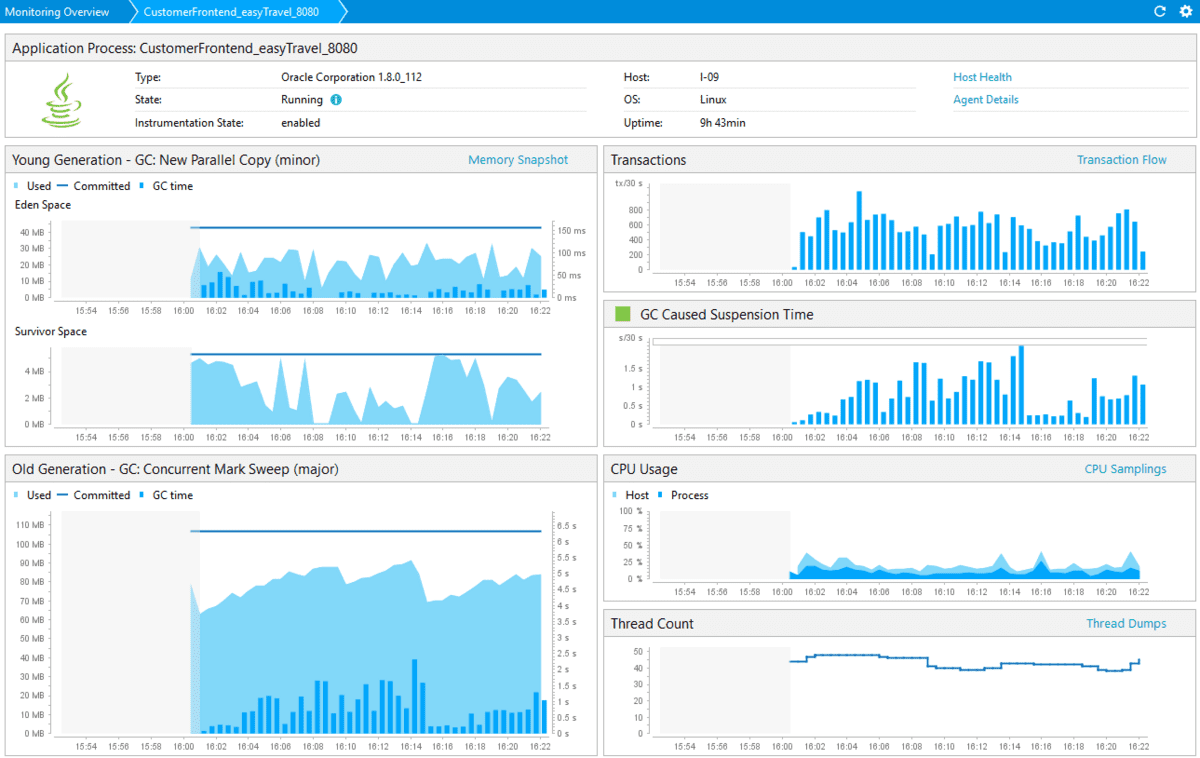 Monitoring Overview CustomerFrontend_easyTravel_8080
Application Process: CustomerFrontend_easyTravel_8080
Type: Oracle Corporation 1.8.0_112
State: Running
Instrumentation State: enabled
Host: I-09
OS: Linux
Uptime: 9h 43min
Host Health
Agent Details
Young Generation - GC: New Parallel Copy (minor) Memory Snapshot
Used Committed GC time
Eden Space
40 MB
30 MB
20 MB
10 MB
0 MB
150 ms
100 ms
50 ms
0 ms
15:54 15:56 15:58 16:00 16:02 16:04 16:06 16:08 16:10 16:12 16:14 16:16 16:18 16:20 16:22
Survivor Space
4 MB
2 MB
0 MB
15:54 15:56 15:58 16:00 16:02 16:04 16:06 16:08 16:10 16:12 16:14 16:16 16:18 16:20 16:22
Old Generation - GC: Concurrent Mark Sweep (major)
Used Committed GC time
110 MB
100 MB
90 MB
80 MB
70 MB
60 MB
50 MB
40 MB
30 MB
20 MB
10 MB
0 MB
6.5 s
6 s
5.5 s
5 s
4.5 s
4 s
3.5 s
3 s
2.5 s
2 s
1.5 s
1 s
0.5 s
0 s
15:54 15:56 15:58 16:00 16:02 16:04 16:06 16:08 16:10 16:12 16:14 16:16 16:18 16:20 16:22
Transactions Transaction Flow
tx/30 s
800
600
400
200
0
15:54 15:56 15:58 16:00 16:02 16:04 16:06 16:08 16:10 16:12 16:14 16:16 16:18 16:20 16:22
GC Caused Suspension Time
s/30 s
1.5 s
1 s
0.5 s
0 s
15:54 15:56 15:58 16:00 16:02 16:04 16:06 16:08 16:10 16:12 16:14 16:16 16:18 16:20 16:22
CPU Usage CPU Samplings
Host Process
100 %
75 %
50 %
25 %
0 %
15:54 15:56 15:58 16:00 16:02 16:04 16:06 16:08 16:10 16:12 16:14 16:16 16:18 16:20 16:22
Thread Count Thread Dumps
50
40
30
20
10
0
15:54 15:56 15:58 16:00 16:02 16:04 16:06 16:08 16:10 16:12 16:14 16:16 16:18 16:20 16:22